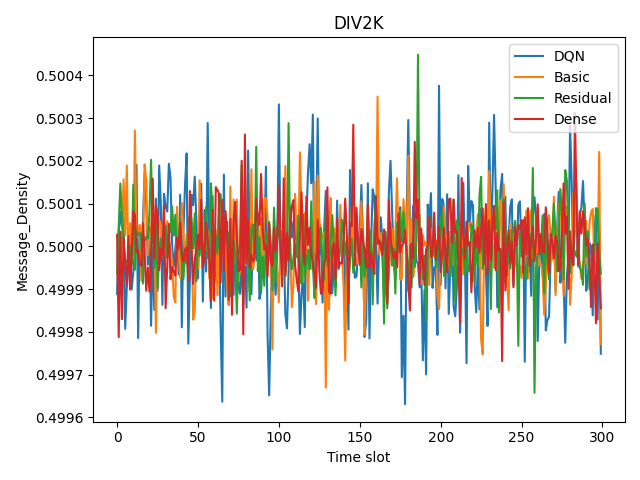 DIV2K
DQN
Basic
Residual
Dense
0.5004
0.5003
0.5002
0.5001
0.5000
0.4999
0.4998
0.4997
0.4996
Message_Density
0 50 100 150 200 250 300
Time slot